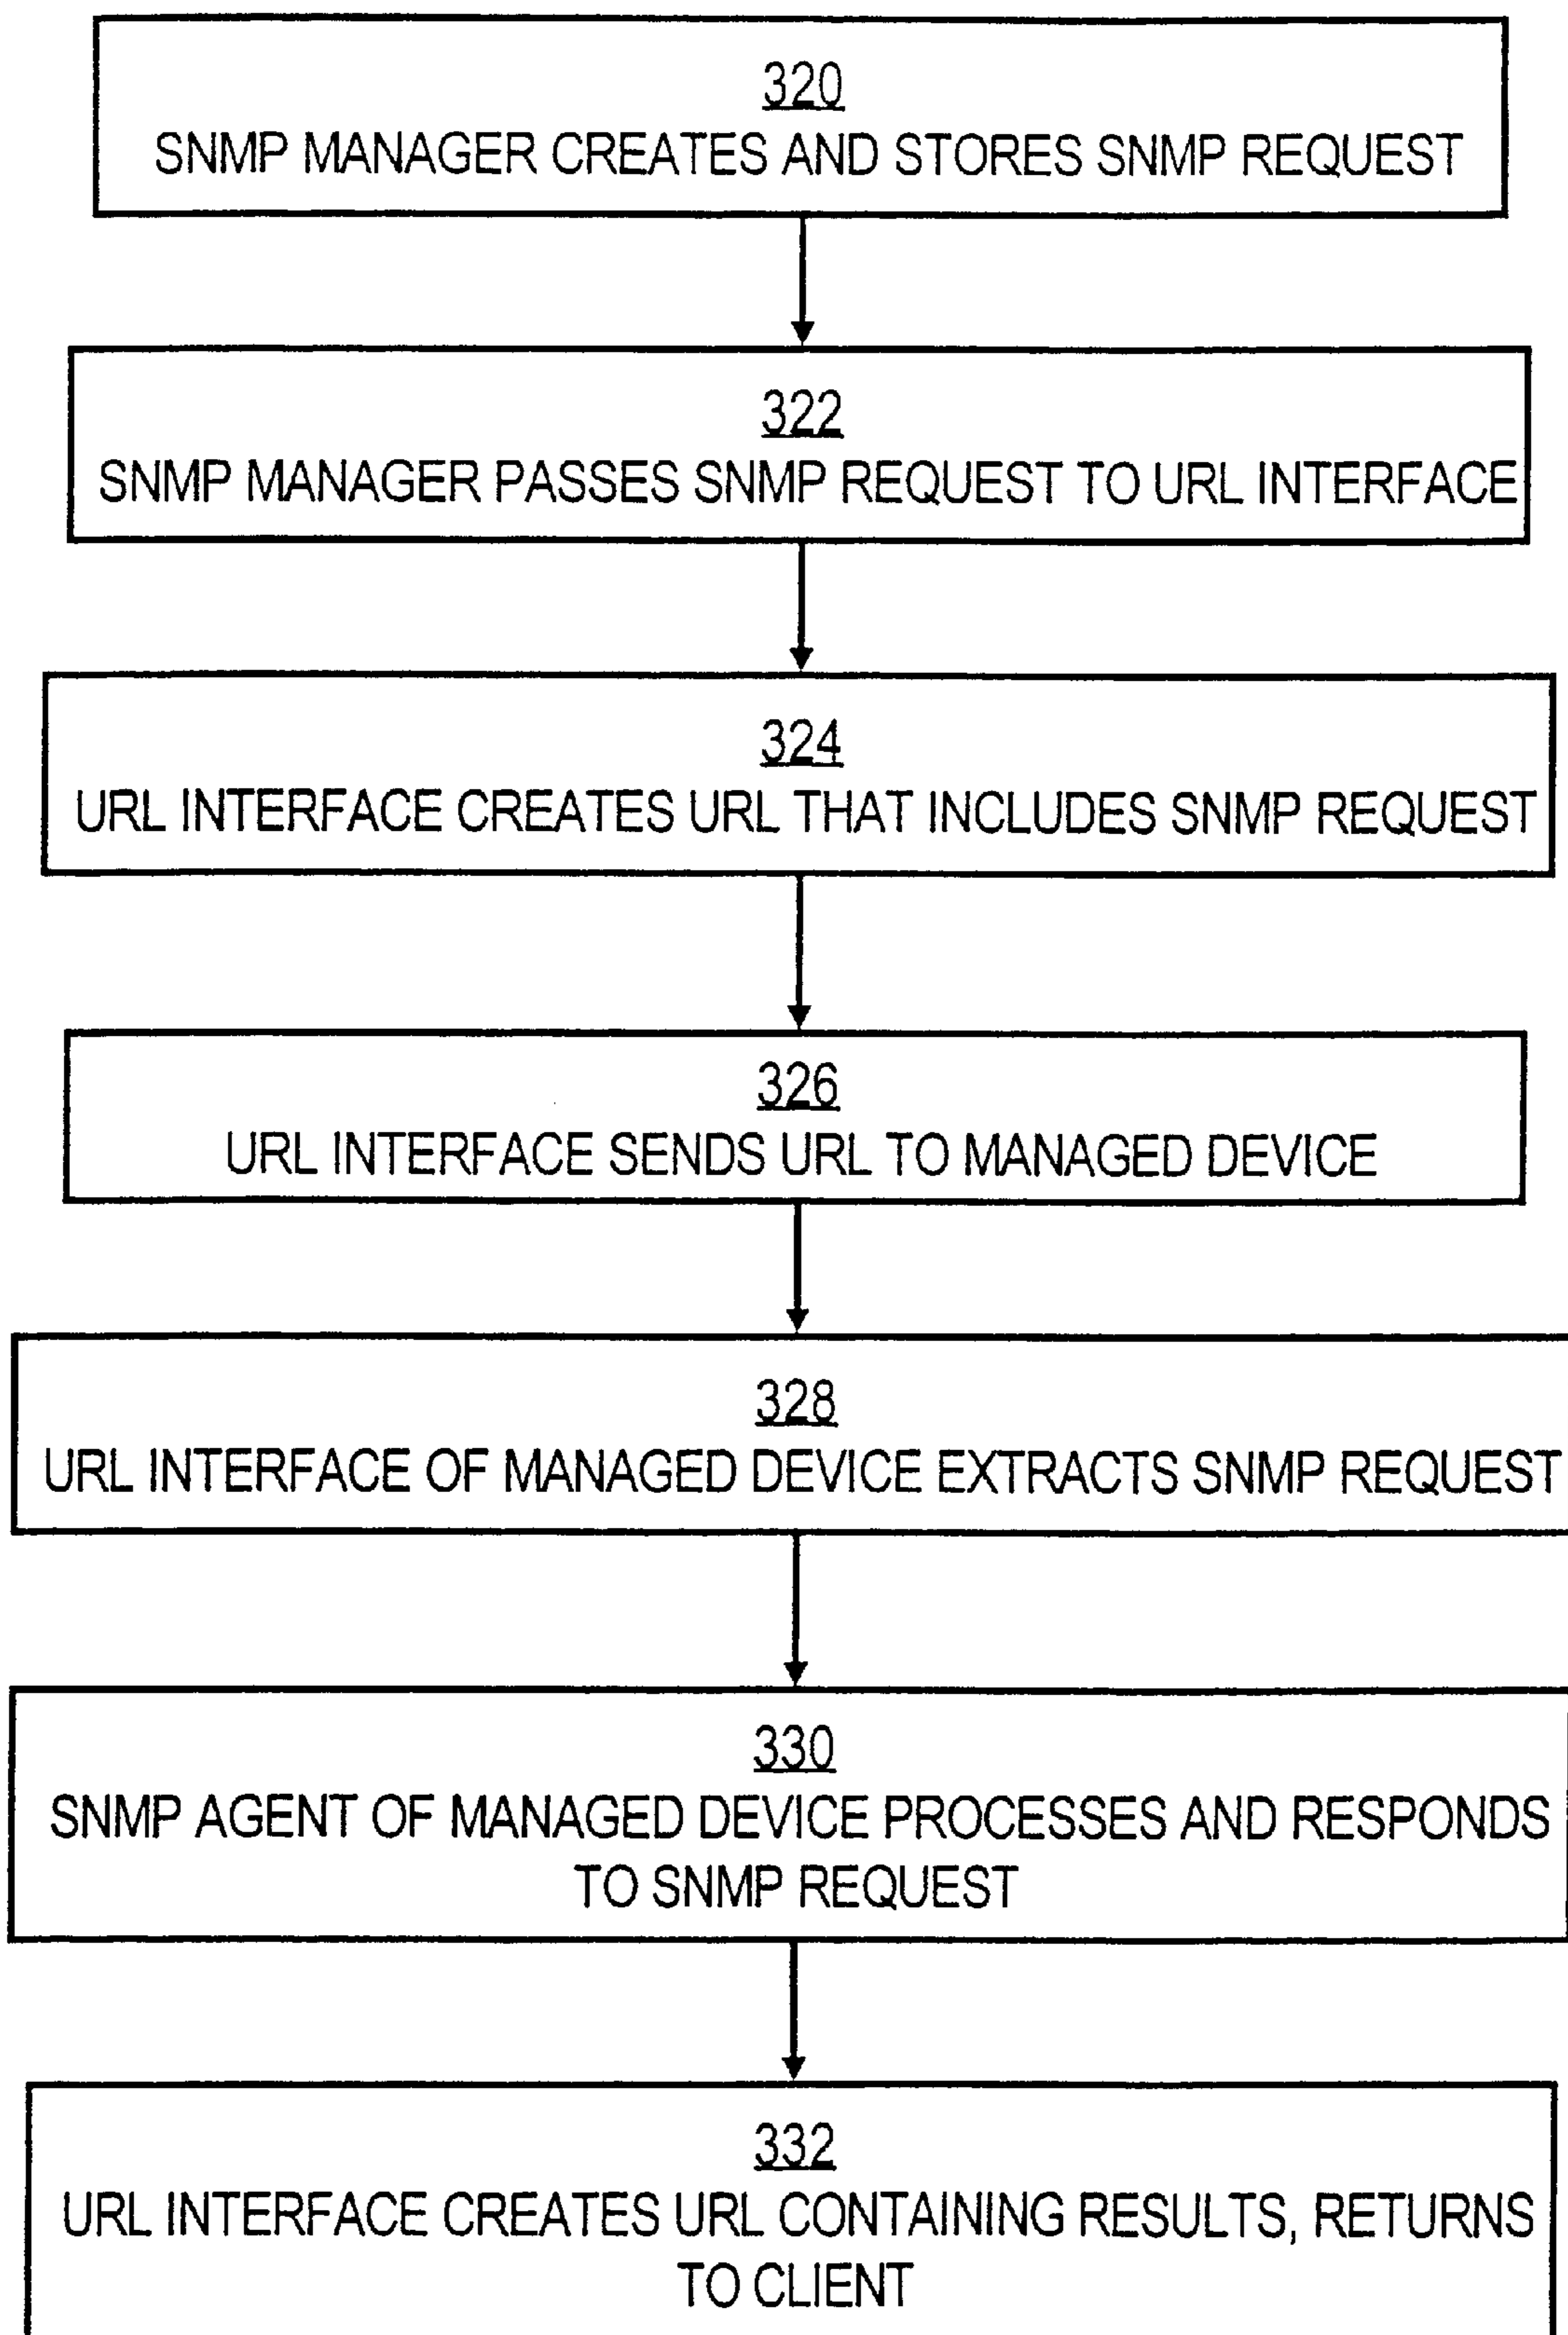 320
SNMP MANAGER CREATES AND STORES SNMP REQUEST
322
SNMP MANAGER PASSES SNMP REQUEST TO URL INTERFACE
324
URL INTERFACE CREATES URL THAT INCLUDES SNMP REQUEST
326
URL INTERFACE SENDS URL TO MANAGED DEVICE
328
URL INTERFACE OF MANAGED DEVICE EXTRACTS SNMP REQUEST
330
SNMP AGENT OF MANAGED DEVICE PROCESSES AND RESPONDS
TO SNMP REQUEST
332
URL INTERFACE CREATES URL CONTAINING RESULTS, RETURNS
TO CLIENT